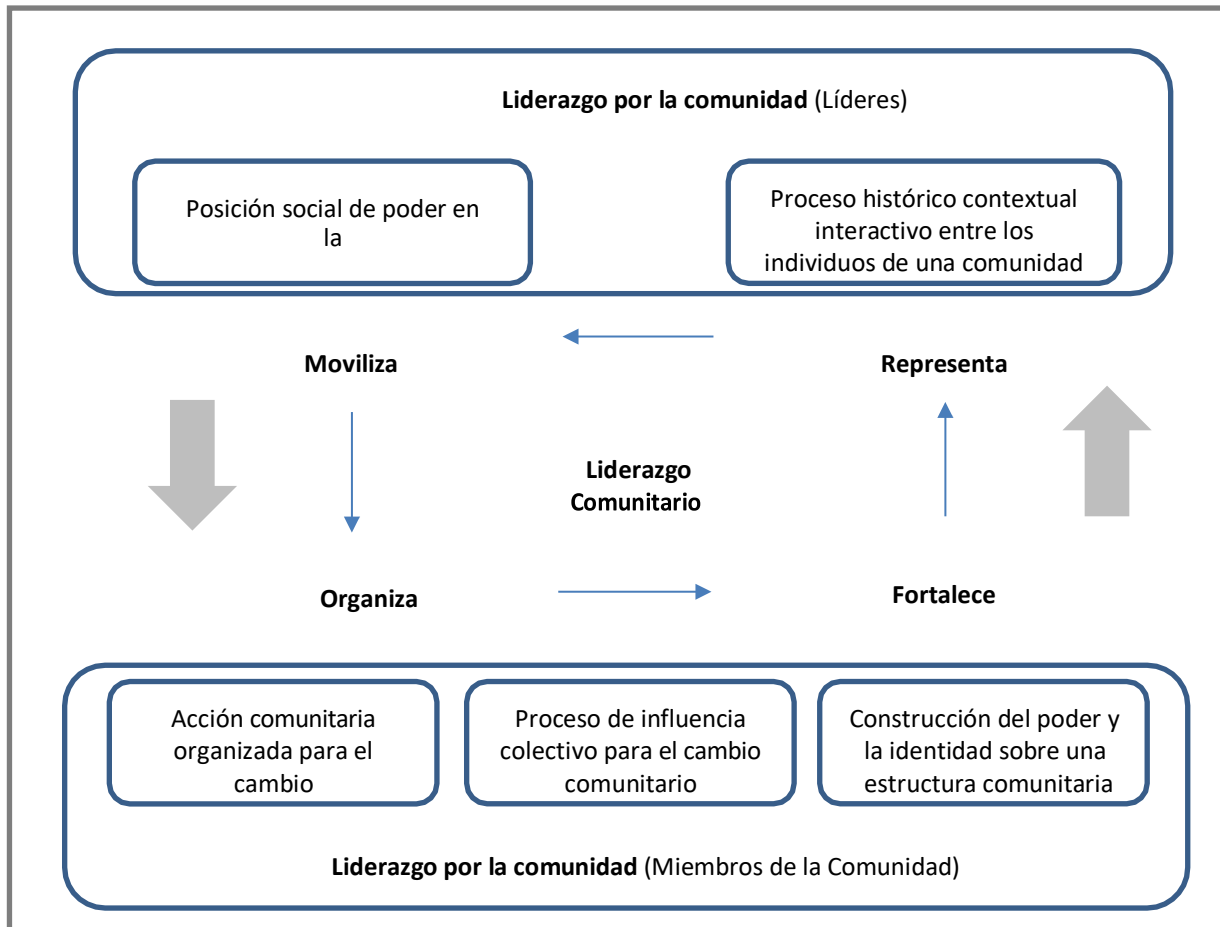 Liderazgo por la comunidad (Líderes)
Posición social de poder en
la
Proceso histórico contextual
interactivo entre los
individuos de una comunidad
Moviliza
Representa
Liderazgo
Comunitario
Organiza
Fortalece
Acción comunitaria
organizada para el
cambio
Proceso de influencia
colectivo para el cambio
comunitario
Construcción del poder y
la identidad sobre una
estructura comunitaria
Liderazgo por la comunidad (Miembros de la Comunidad)